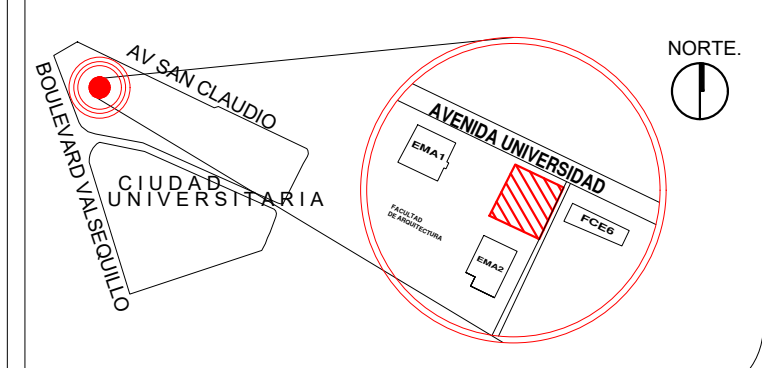 NORTE.
AV SAN CLAUDIO
BOULEVARD VALSEQUILLO
CIUDAD
UNIVERSITARIA
AVENIDA UNIVERSIDAD
EMA1
FACULTAD
DE ARQUITECTURA
EMA2
FCE6